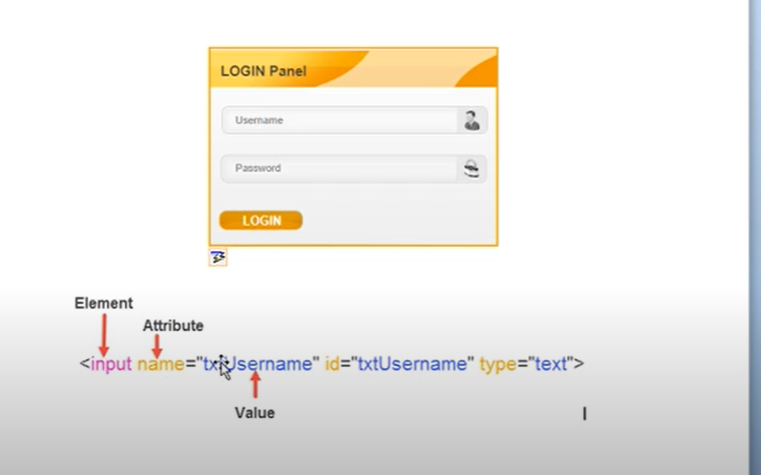 LOGIN Panel
Username
Password
LOGIN
Element
Attribute
<input name="txtUsername" id="txtUsername" type="text">
Value